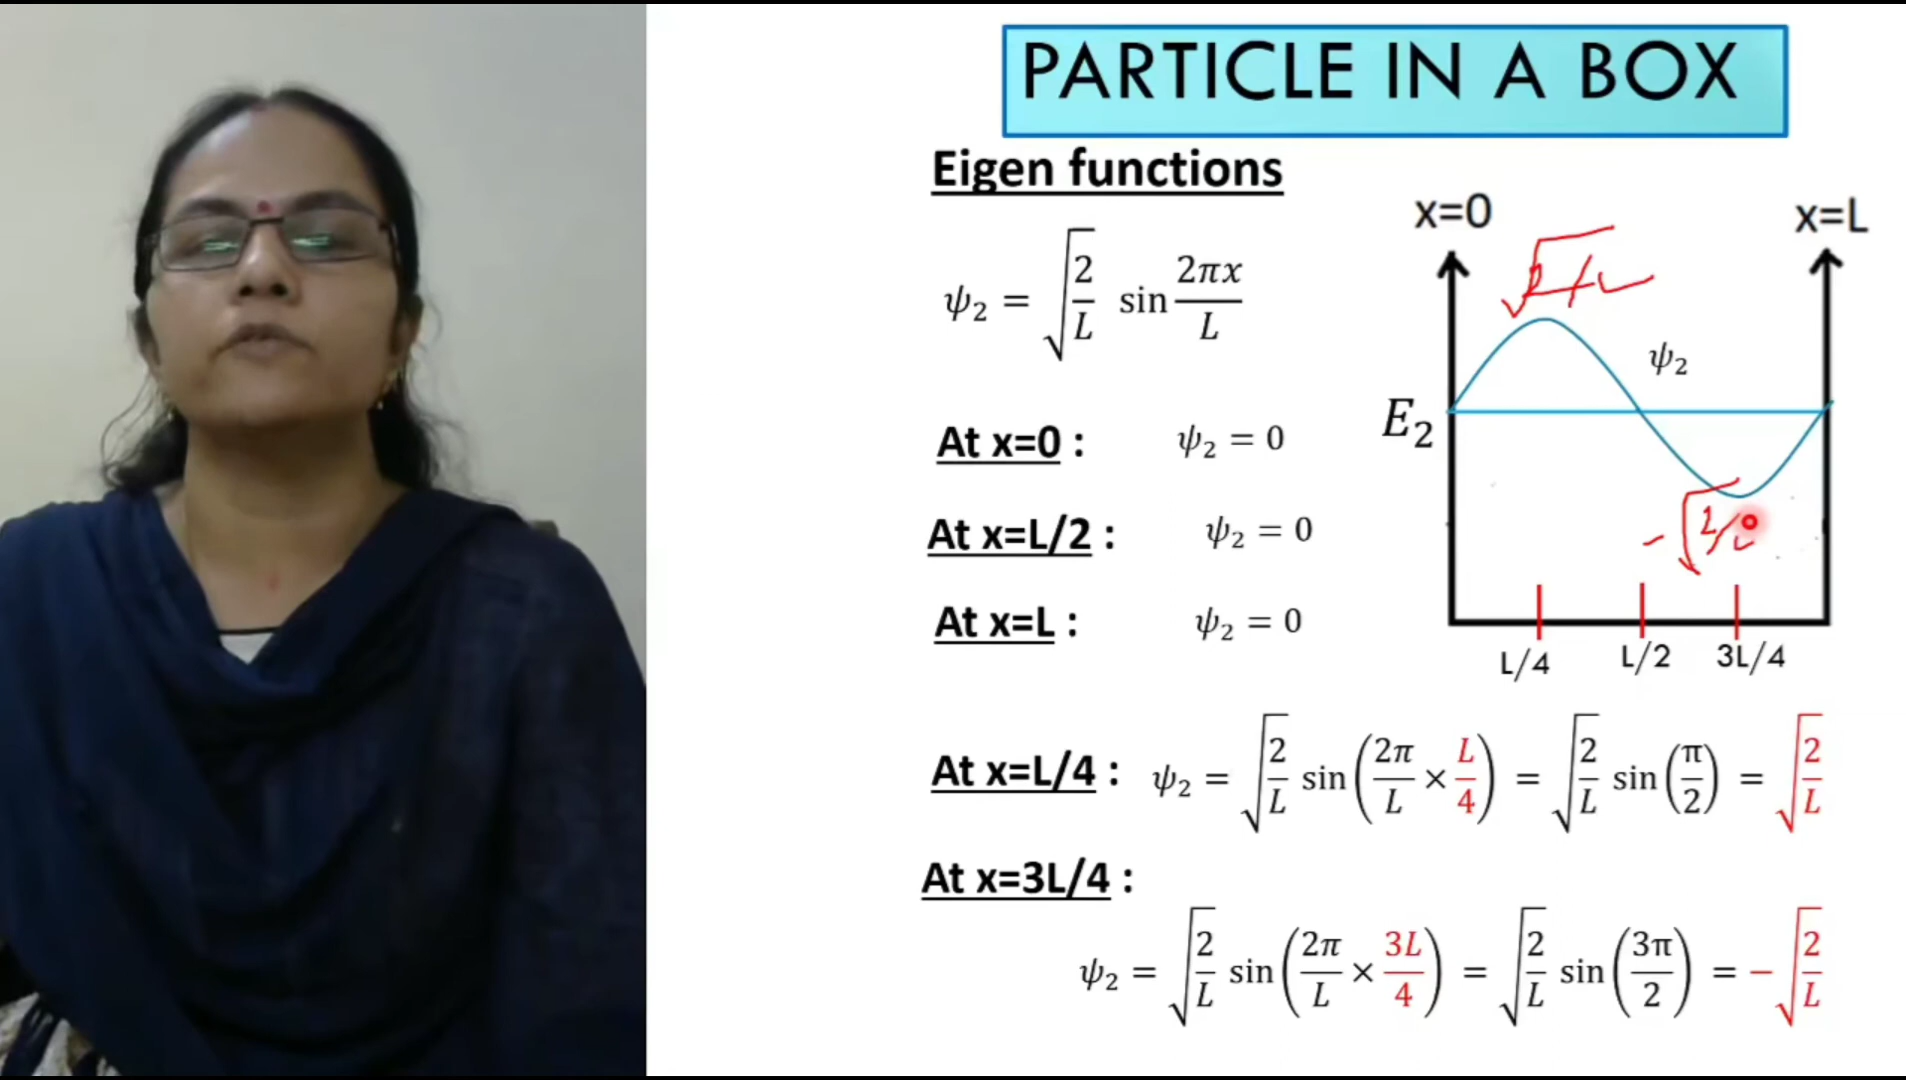 PARTICLE IN A BOX
Eigen functions
ψ₂ = √(2/L) sin 2πx/L
At x=0 : ψ₂ = 0
At x=L/2 : ψ₂ = 0
At x=L : ψ₂ = 0
x=0 x=L
√2/L
ψ₂
E₂
- √2/L
L/4 L/2 3L/4
At x=L/4 : ψ₂ = √(2/L) sin(2π/L × L/4) = √(2/L) sin(π/2) = √(2/L)
At x=3L/4 :
ψ₂ = √(2/L) sin(2π/L × 3L/4) = √(2/L) sin(3π/2) = − √(2/L)